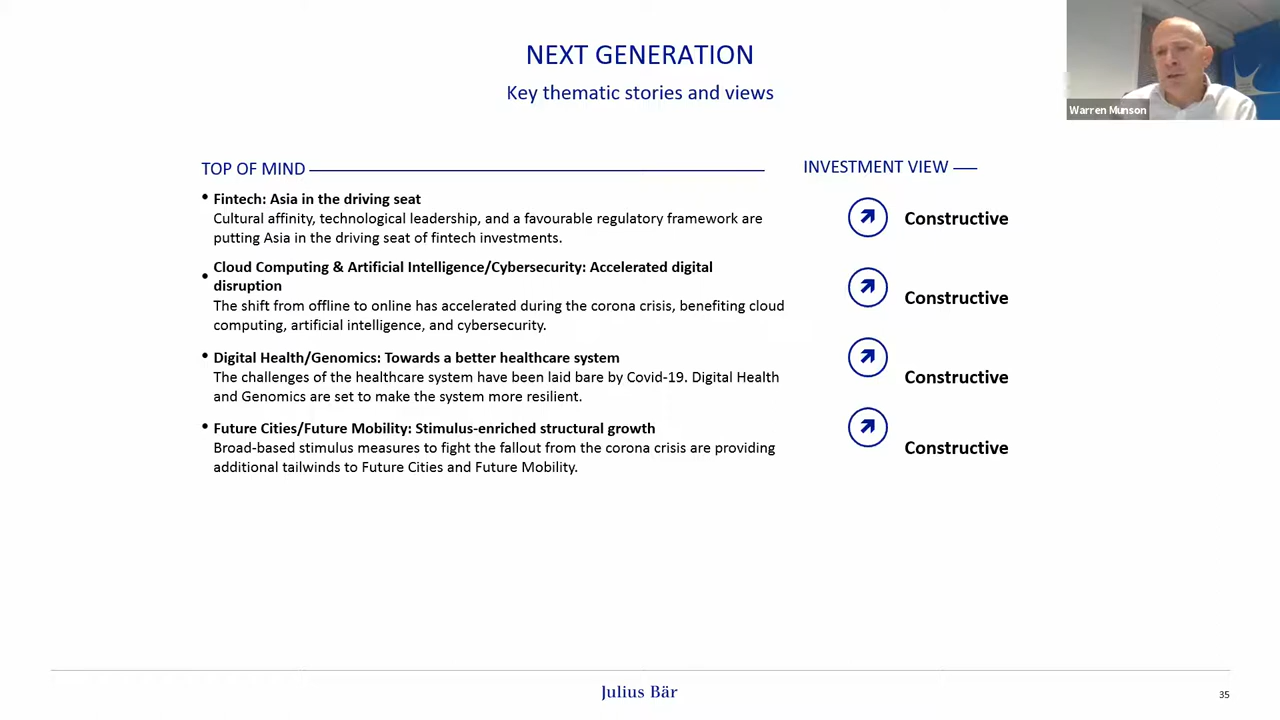 NEXT GENERATION
Key thematic stories and views
Warren Munson
TOP OF MIND
INVESTMENT VIEW
• Fintech: Asia in the driving seat
Cultural affinity, technological leadership, and a favourable regulatory framework are
putting Asia in the driving seat of fintech investments.
Constructive
• Cloud Computing & Artificial Intelligence/Cybersecurity: Accelerated digital
disruption
The shift from offline to online has accelerated during the corona crisis, benefiting cloud
computing, artificial intelligence, and cybersecurity.
Constructive
• Digital Health/Genomics: Towards a better healthcare system
The challenges of the healthcare system have been laid bare by Covid-19. Digital Health
and Genomics are set to make the system more resilient.
Constructive
• Future Cities/Future Mobility: Stimulus-enriched structural growth
Broad-based stimulus measures to fight the fallout from the corona crisis are providing
additional tailwinds to Future Cities and Future Mobility.
Constructive
Julius Bär
35